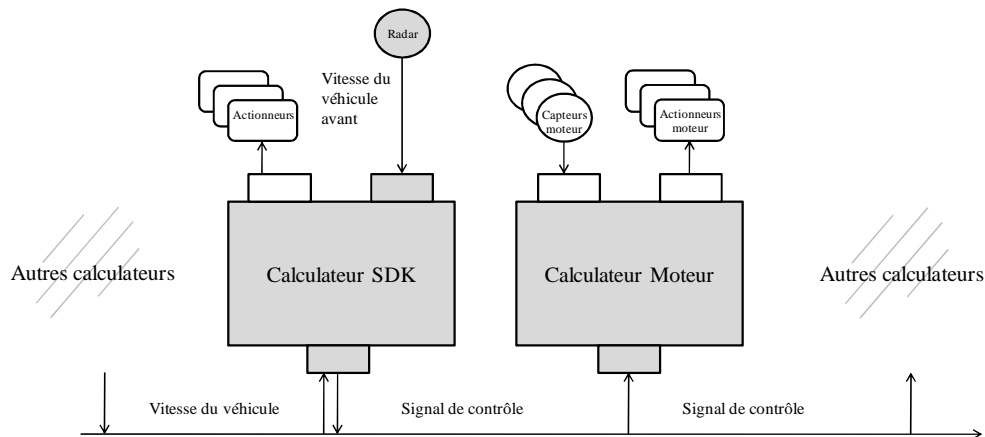 Radar
Vitesse du
véhicule
avant
Actionneurs
Capteurs
moteur
Actionneurs
moteur
Autres calculateurs
Calculateur SDK
Calculateur Moteur
Autres calculateurs
Vitesse du véhicule
Signal de contrôle
Signal de contrôle